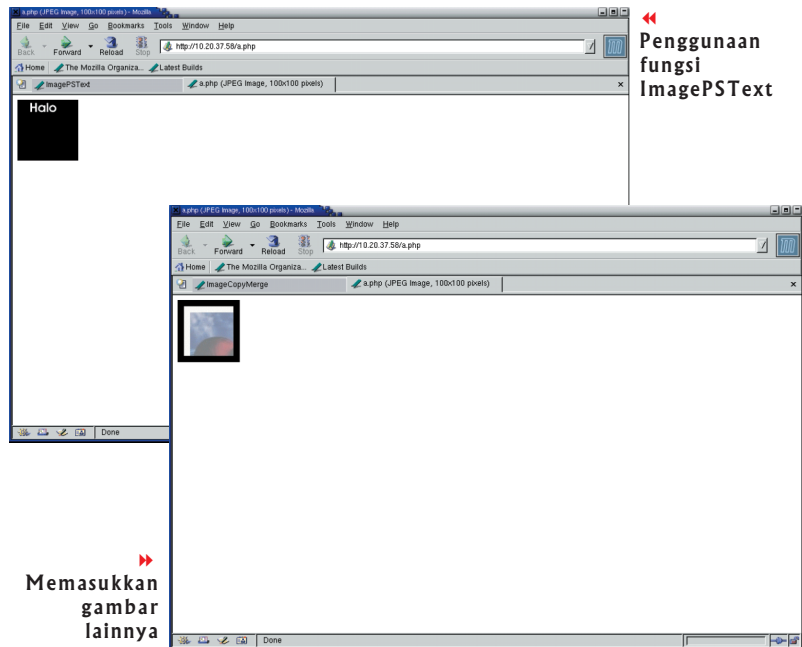 a.php (JPEG Image, 100x100 pixels) - Mozilla
File Edit View Go Bookmarks Tools Window Help
Back Forward Reload Stop http://10.20.37.58/a.php
Home The Mozilla Organiza... Latest Builds
ImagePSText a.php (JPEG Image, 100x100 pixels)
Halo
Done
Penggunaan
fungsi
ImagePSText
a.php (JPEG Image, 100x100 pixels) - Mozilla
File Edit View Go Bookmarks Tools Window Help
Back Forward Reload Stop http://10.20.37.58/a.php
Home The Mozilla Organiza... Latest Builds
ImageCopyMerge a.php (JPEG Image, 100x100 pixels)
Done
Memasukkan
gambar
lainnya